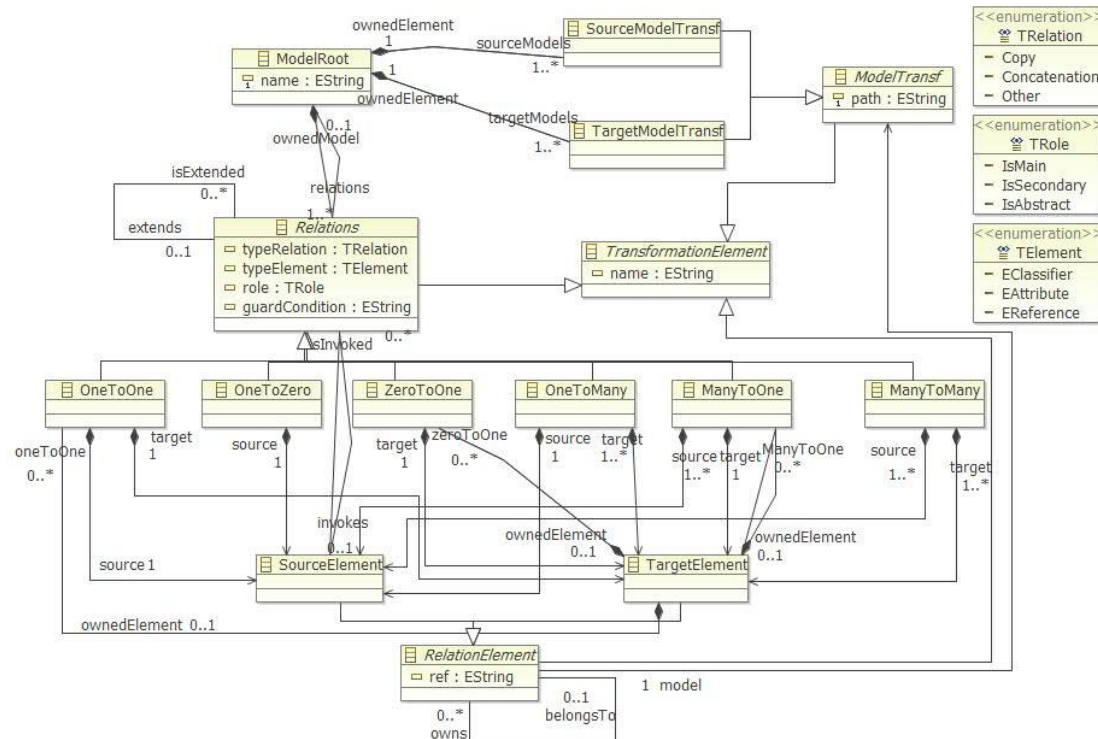 ownedElement
1
SourceModelTransf
<<enumeration>>
TRelation
Copy
Concatenation
Other
sourceModels
1..*
ModelRoot
name : EString
1
ownedElement
ModelTransf
path : EString
targetModels
1..*
TargetModelTransf
0..1
ownedModel
<<enumeration>>
TRole
IsMain
IsSecondary
IsAbstract
isExtended
0..*
relations
1..*
extends
0..1
Relations
typeRelation : TRelation
typeElement : TElement
role : TRole
guardCondition : EString
TransformationElement
name : EString
<<enumeration>>
TElement
EClassifier
EAttribute
EReference
0..*
isInvoked
OneToOne
OneToZero
ZeroToOne
OneToMany
ManyToOne
ManyToMany
oneToOne
0..*
target
1
source
1
target
1
zeroToOne
0..*
source
1
target
1..*
source
1..*
target
1
ManyToOne
0..*
source
1..*
target
1..*
invokes
0..1
ownedElement
0..1
ownedElement
0..1
source 1
SourceElement
TargetElement
ownedElement 0..1
RelationElement
ref : EString
1 model
0..*
owns
0..1
belongsTo